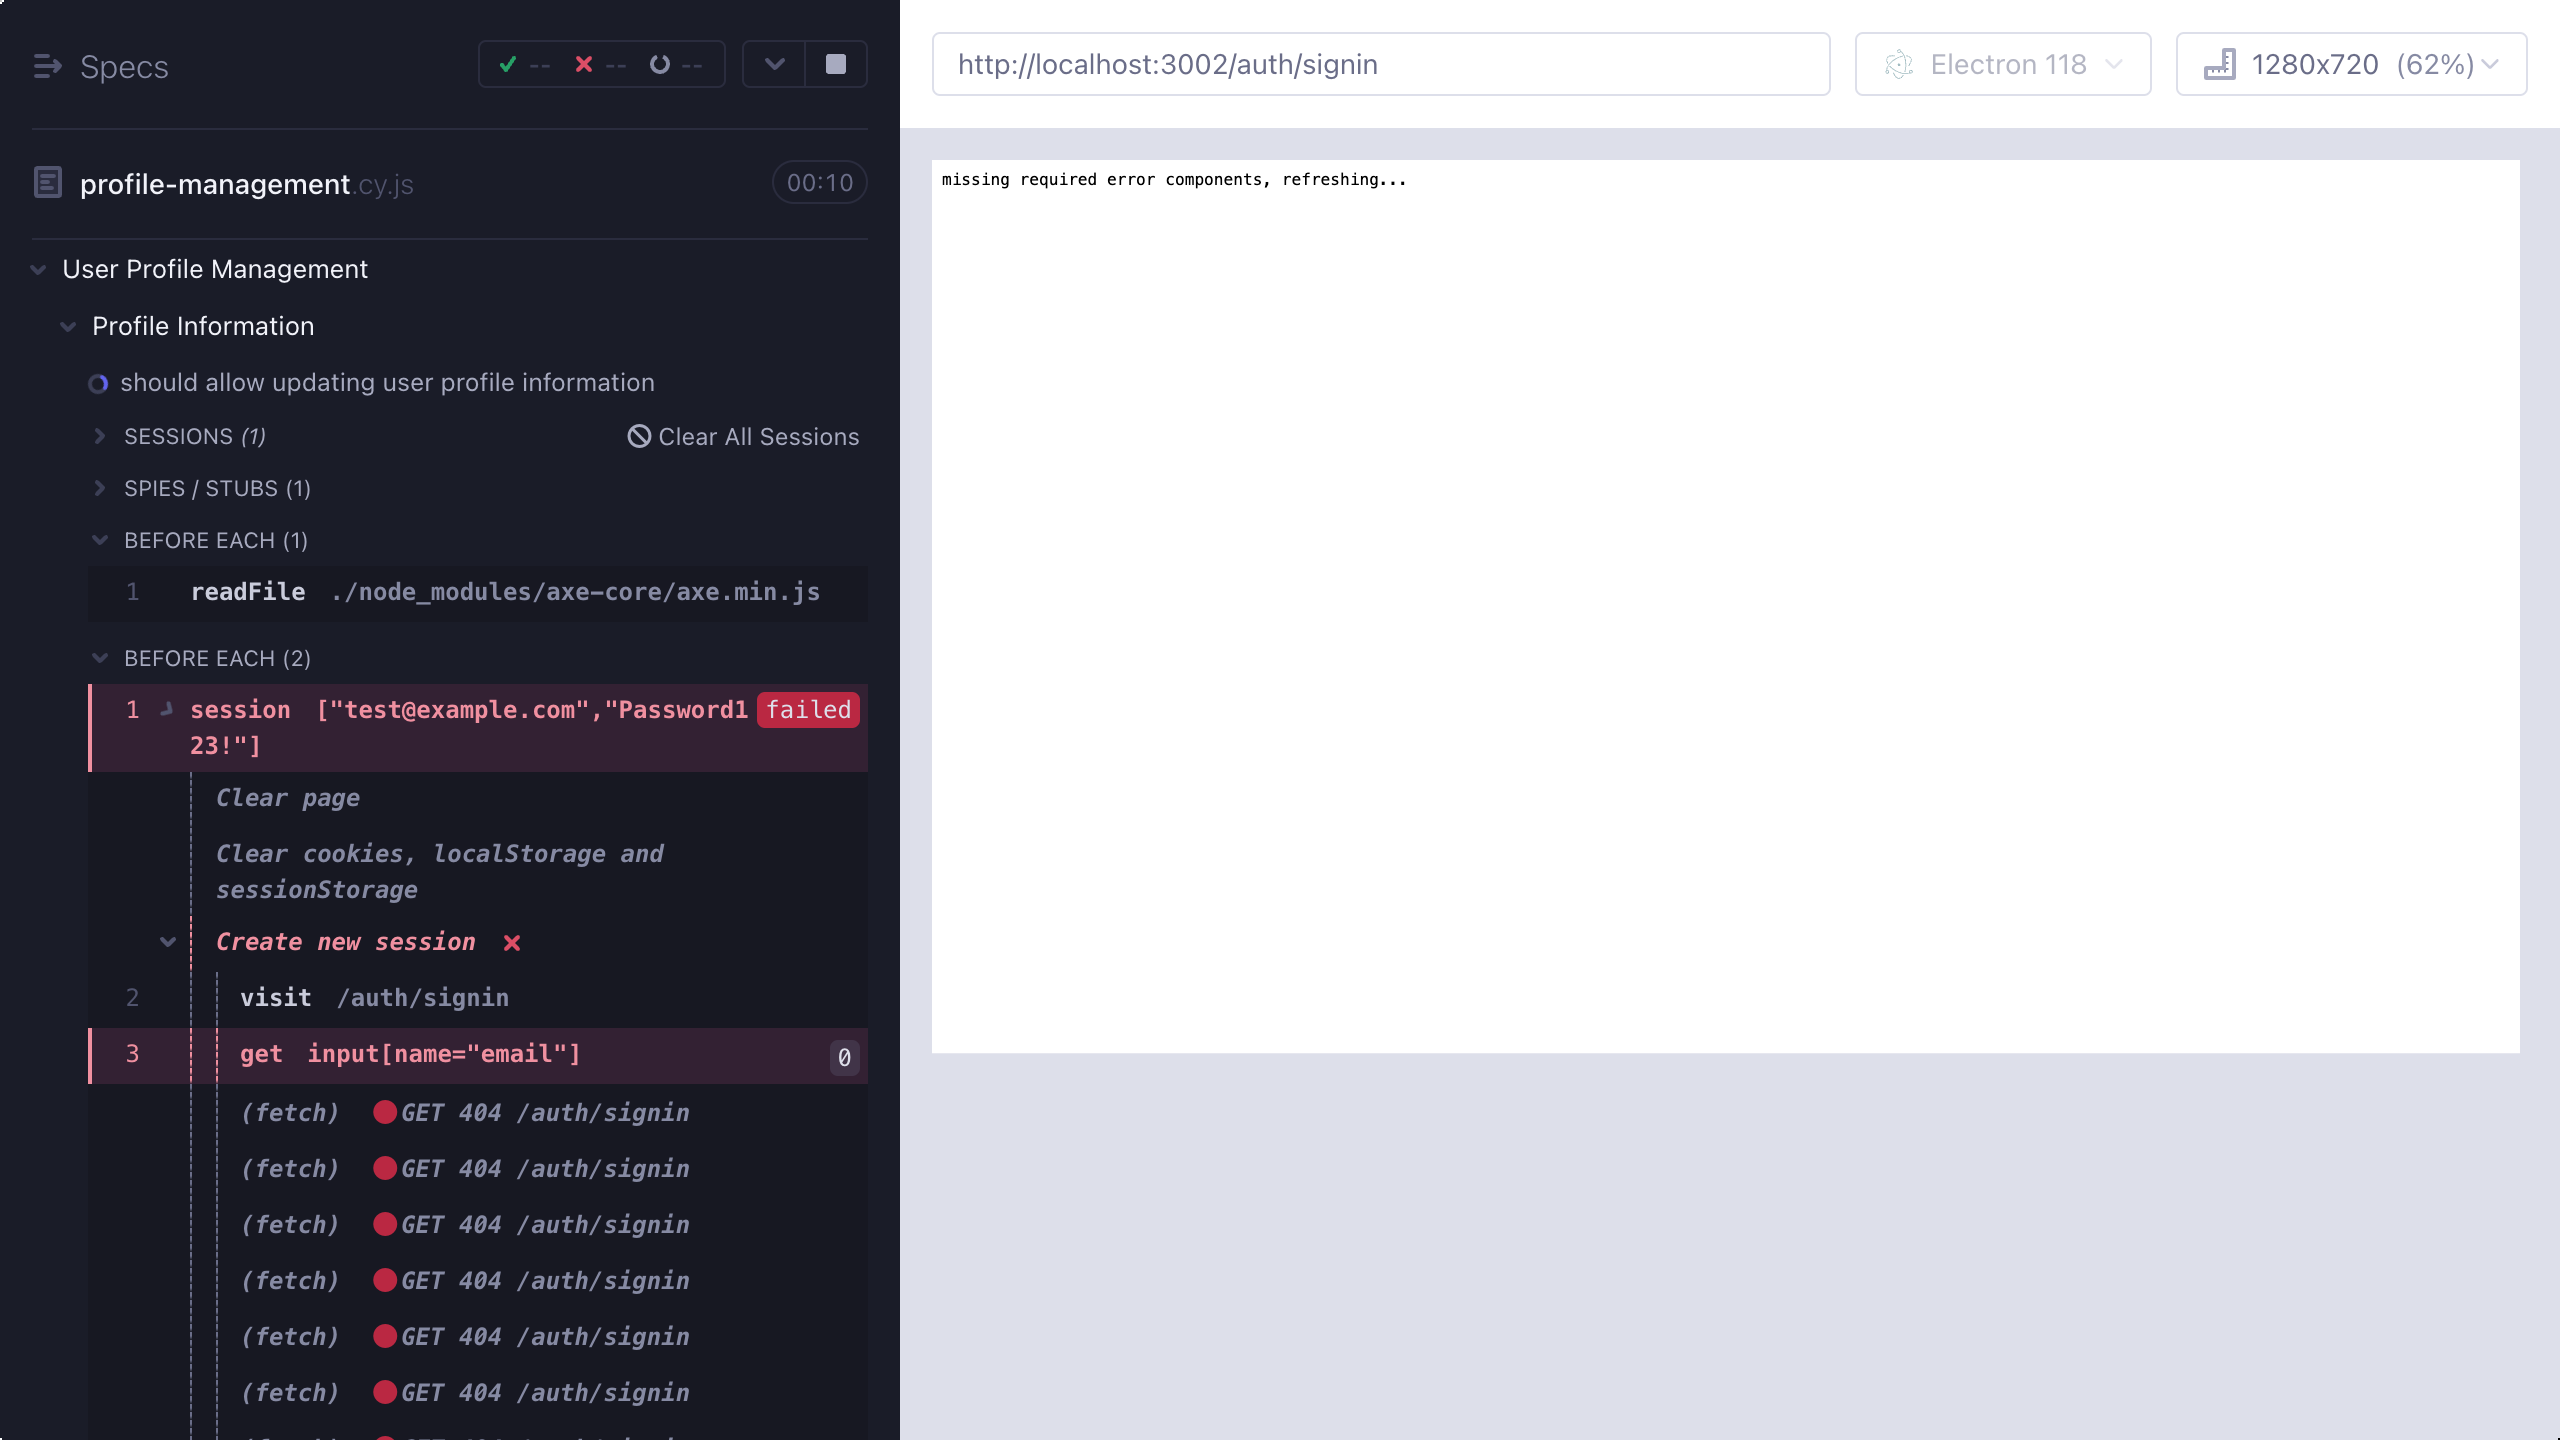 Specs
-- -- --
profile-management.cy.js 00:10
User Profile Management
Profile Information
should allow updating user profile information
SESSIONS (1) Clear All Sessions
SPIES / STUBS (1)
BEFORE EACH (1)
1 readFile ./node_modules/axe-core/axe.min.js
BEFORE EACH (2)
1 session ["test@example.com","Password1 failed
23!"]
Clear page
Clear cookies, localStorage and
sessionStorage
Create new session
2 visit /auth/signin
3 get input[name="email"] 0
(fetch) GET 404 /auth/signin
(fetch) GET 404 /auth/signin
(fetch) GET 404 /auth/signin
(fetch) GET 404 /auth/signin
(fetch) GET 404 /auth/signin
(fetch) GET 404 /auth/signin
http://localhost:3002/auth/signin
Electron 118
1280x720 (62%)
missing required error components, refreshing...